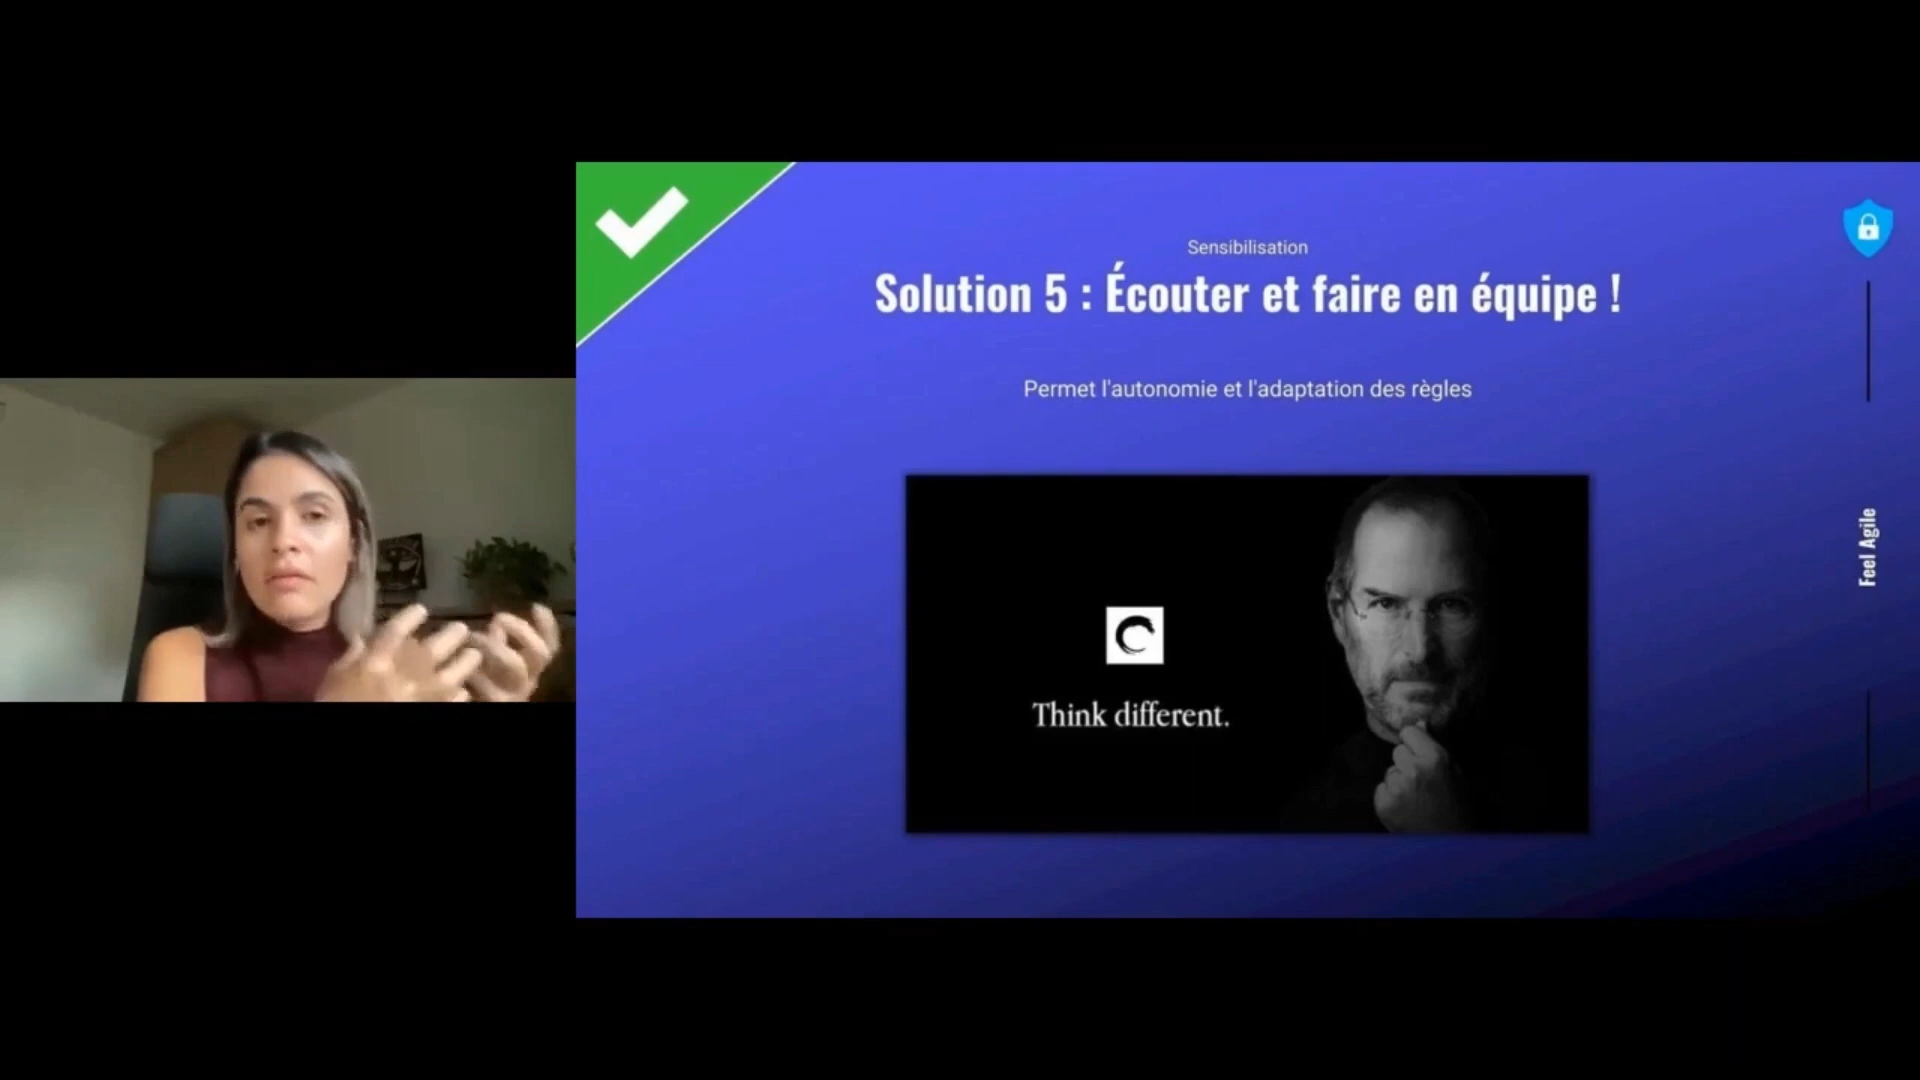 Sensibilisation
Solution 5 : Écouter et faire en équipe !
Permet l'autonomie et l'adaptation des règles
Think different.
Feel Agile